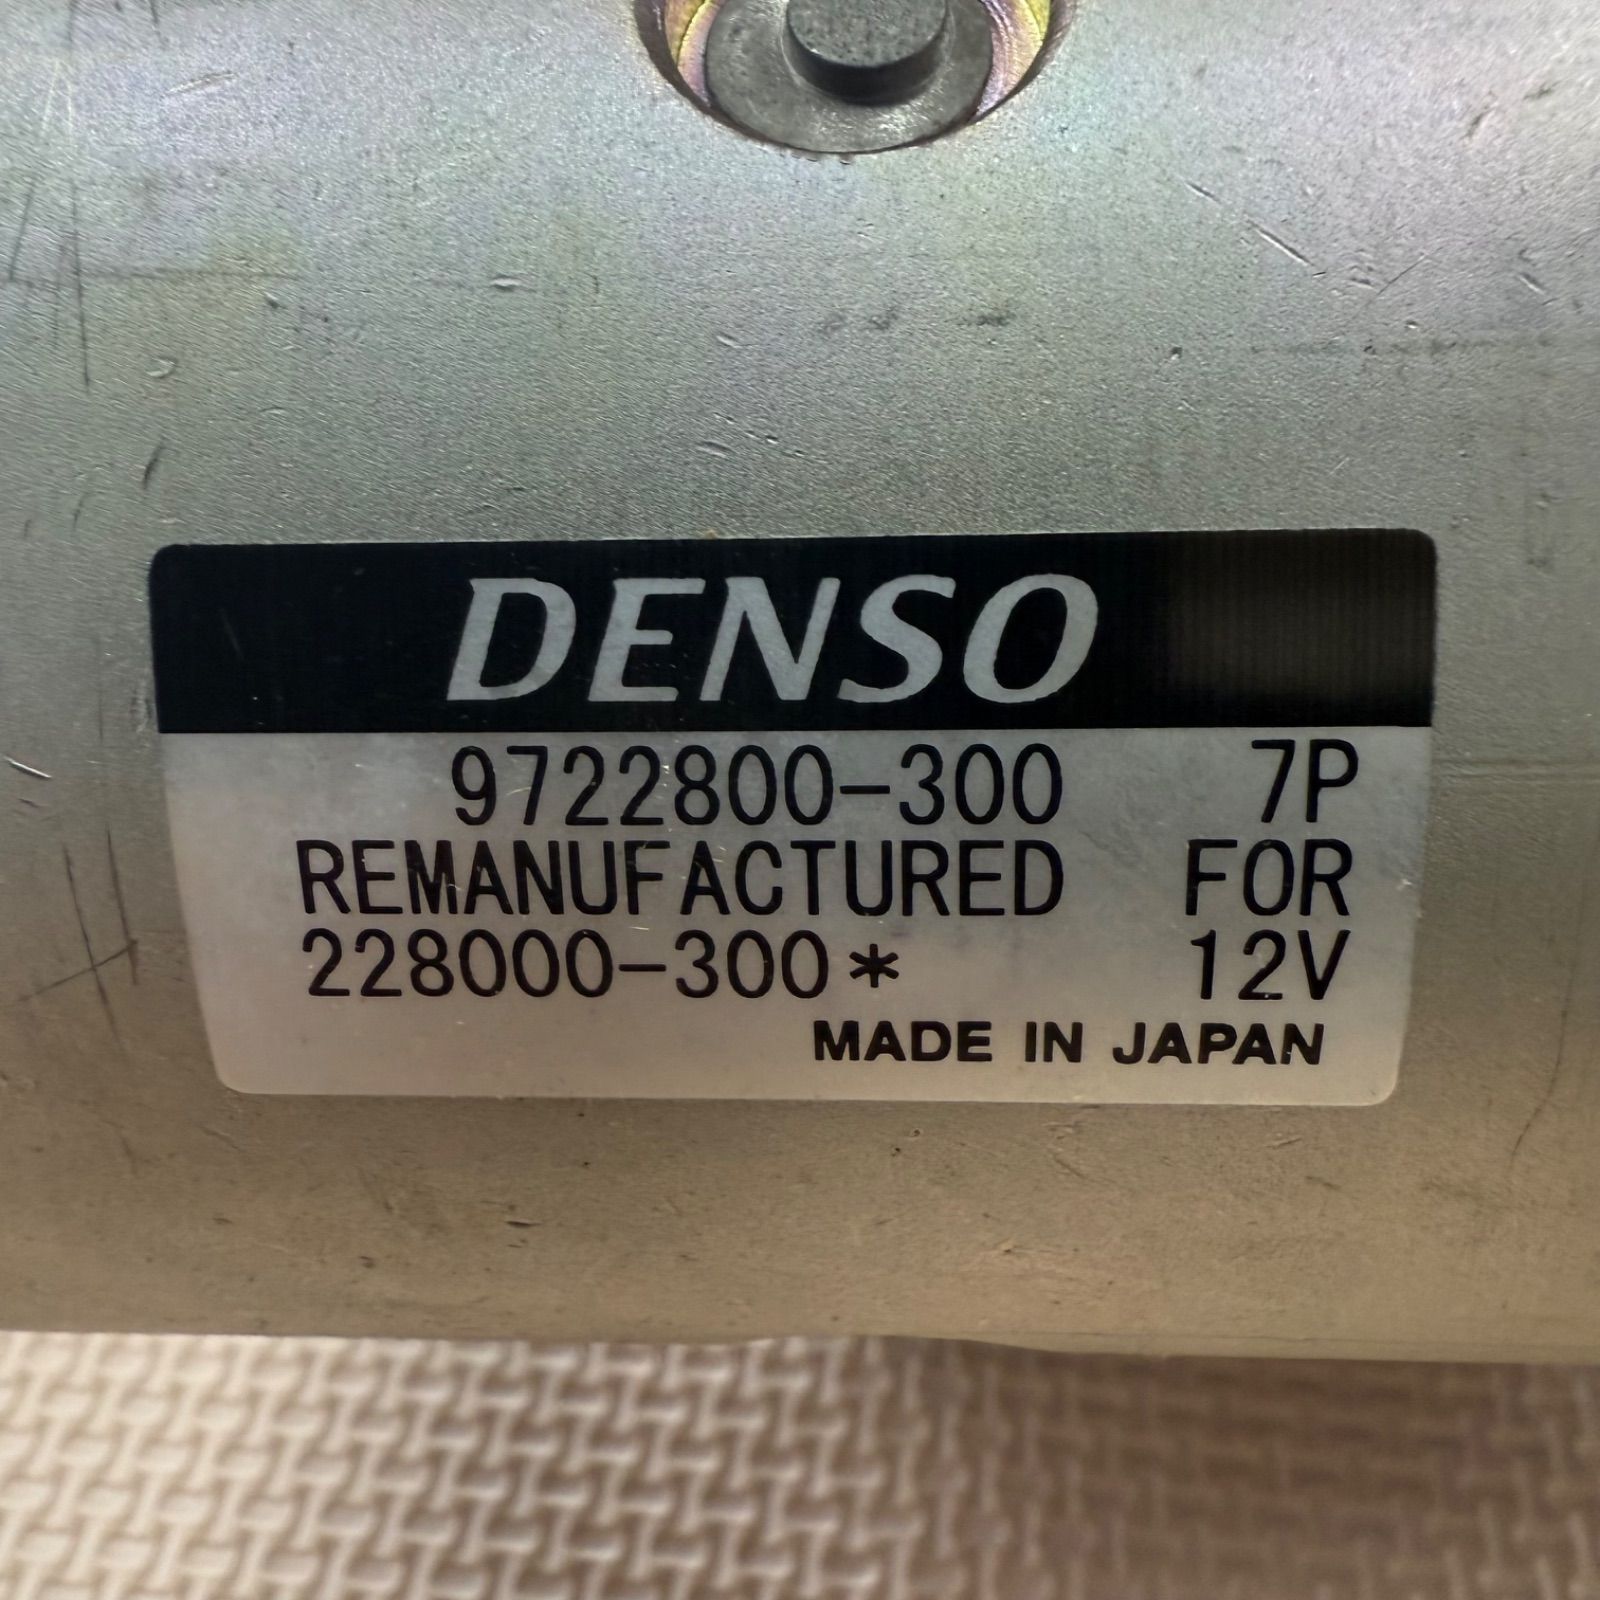 DENSO
9722800-300 7P
REMANUFACTURED FOR
228000-300* 12V
MADE IN JAPAN